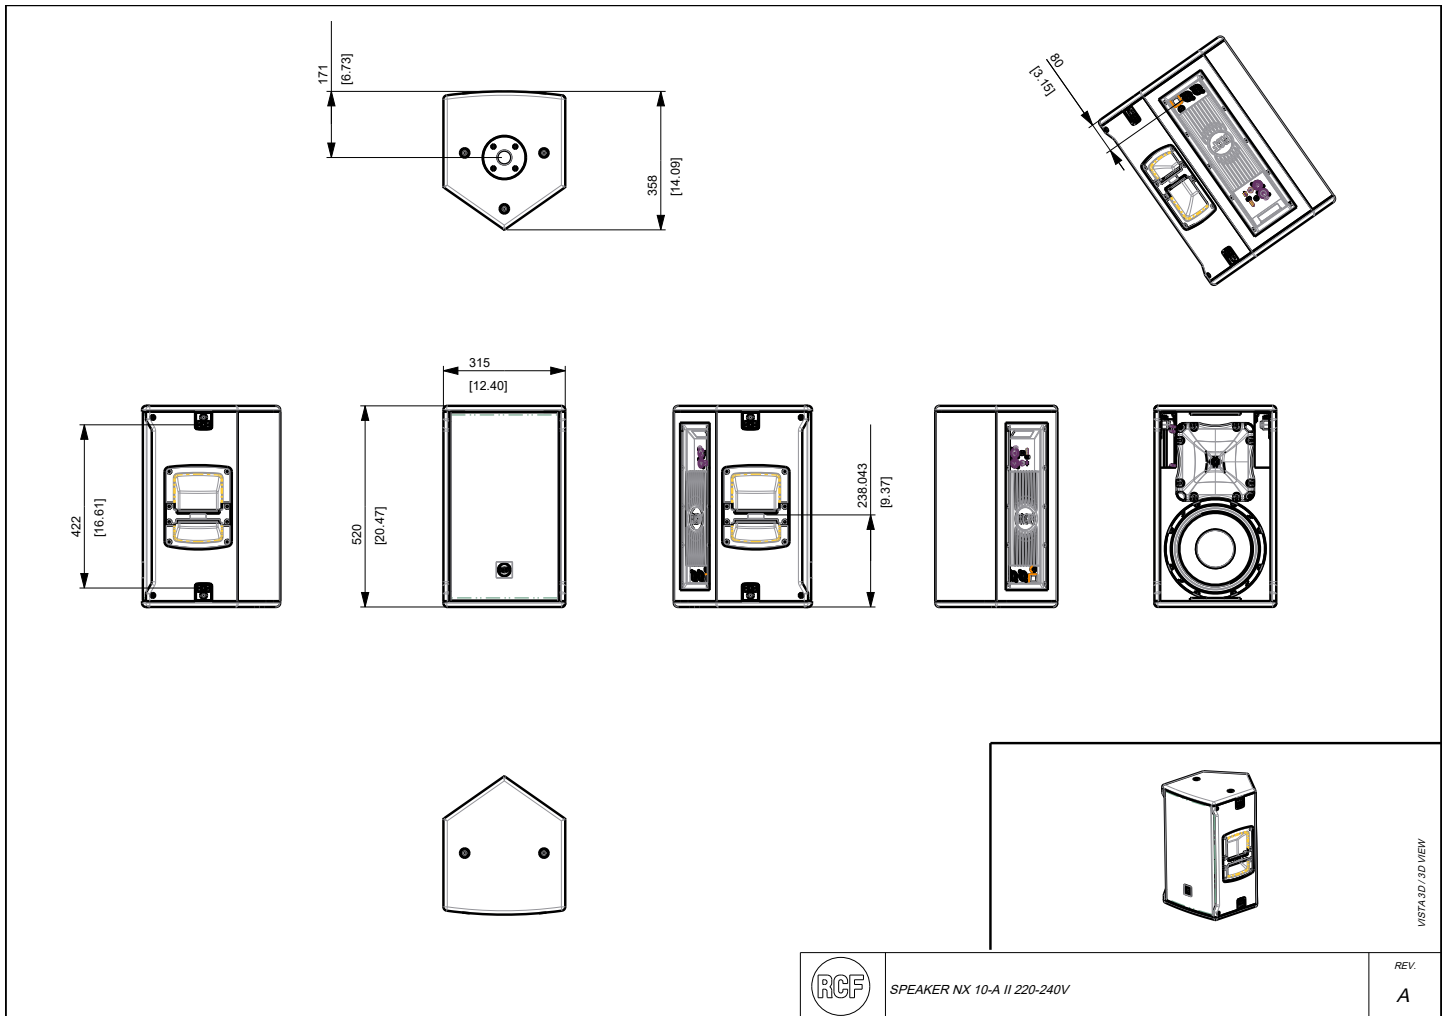 171
[6.73]
358
[14.09]
80
[3.15]
315
[12.40]
422
[16.61]
520
[20.47]
238.043
[9.37]
VISTA 3D / 3D VIEW
RCF
SPEAKER NX 10-A II 220-240V
REV.
A